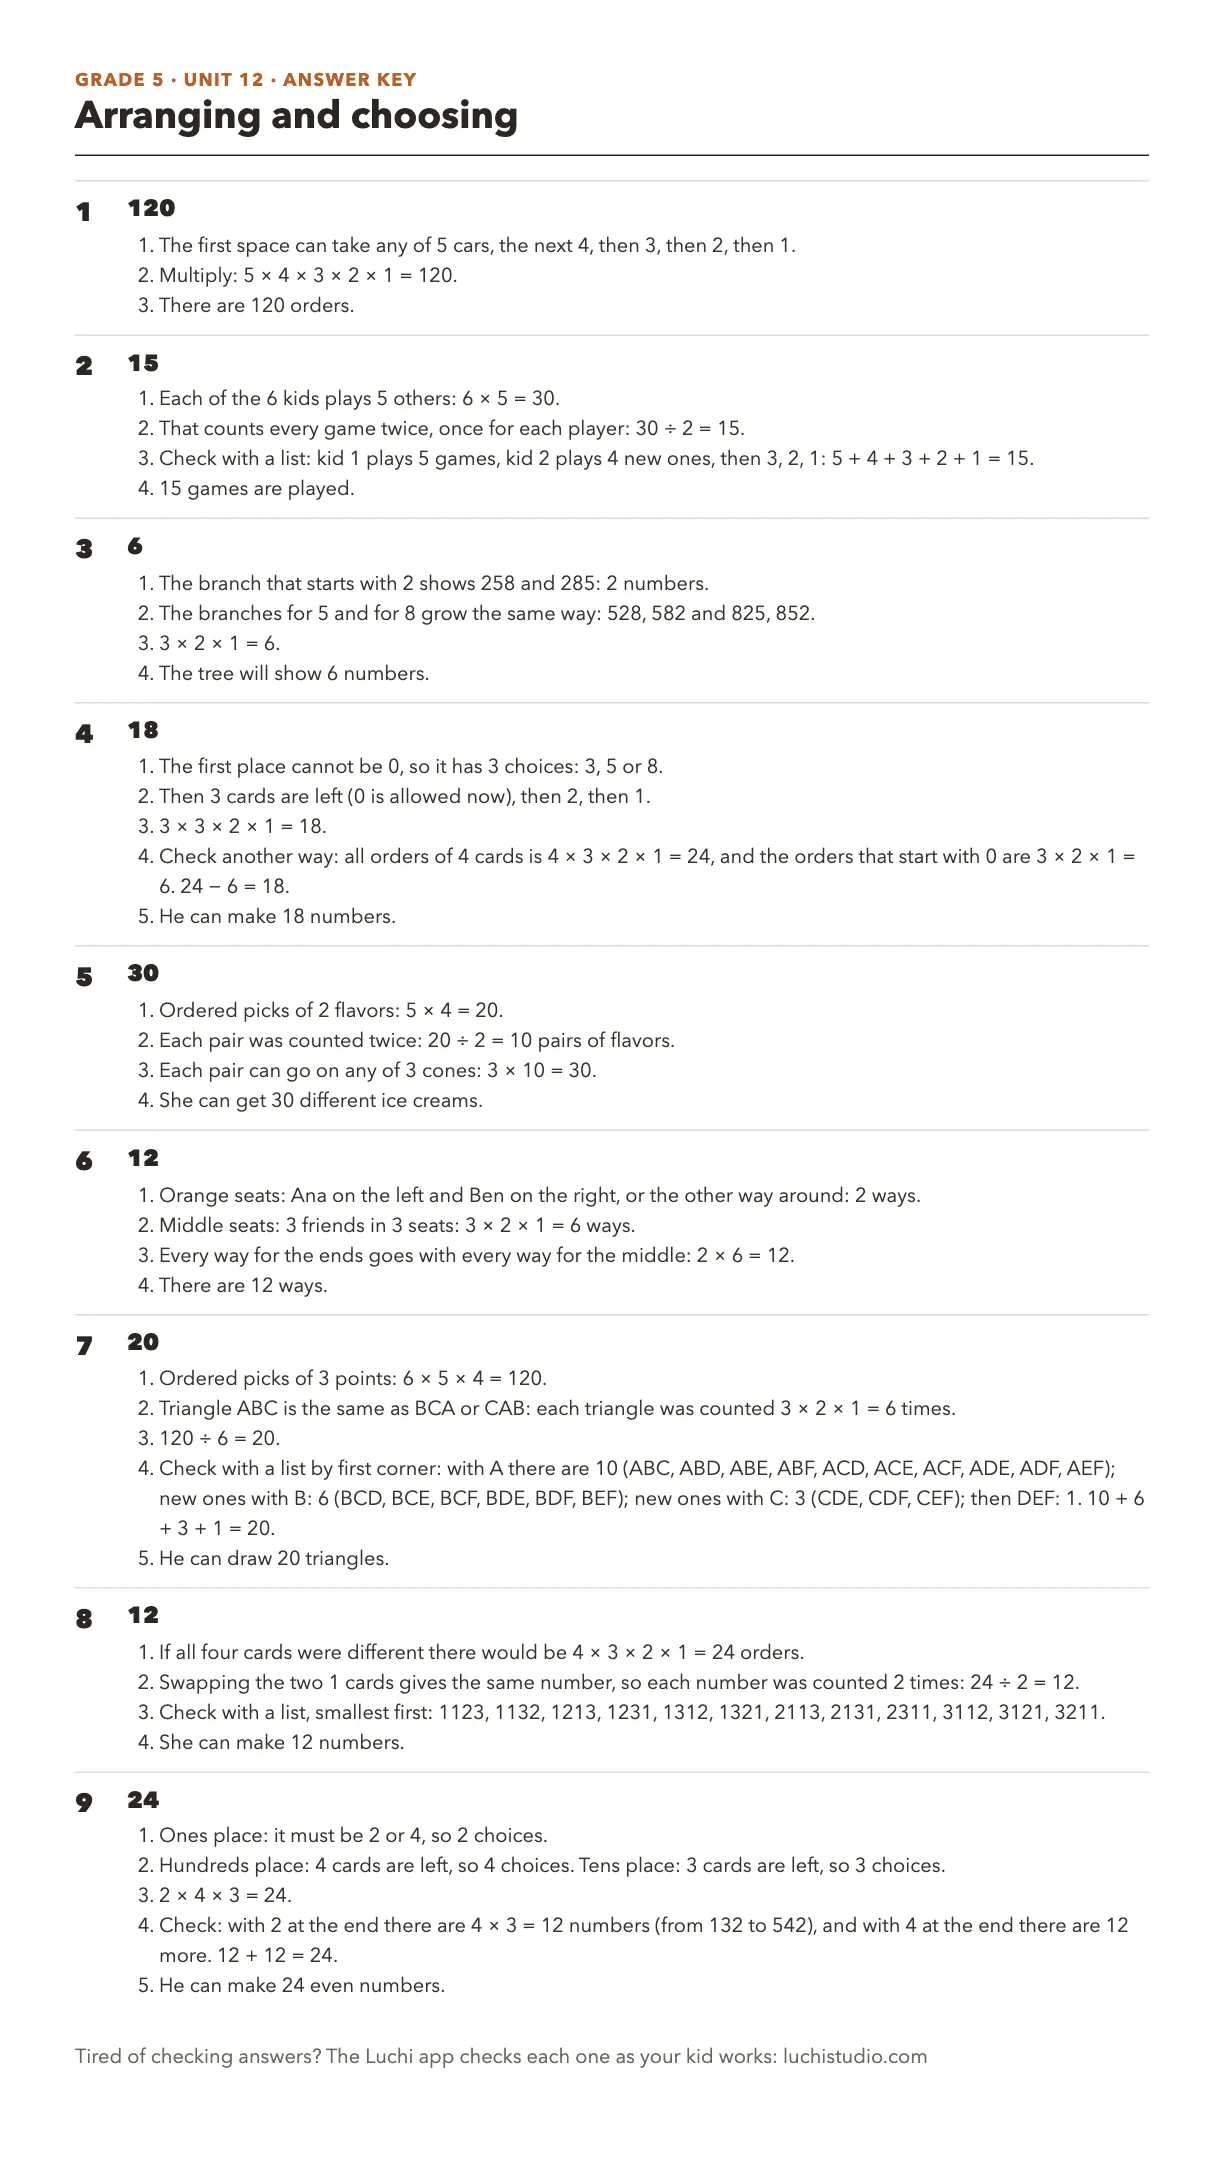 GRADE 5 · UNIT 12 · ANSWER KEY
Arranging and choosing
1 120
1. The first space can take any of 5 cars, the next 4, then 3, then 2, then 1.
2. Multiply: 5 × 4 × 3 × 2 × 1 = 120.
3. There are 120 orders.
2 15
1. Each of the 6 kids plays 5 others: 6 × 5 = 30.
2. That counts every game twice, once for each player: 30 ÷ 2 = 15.
3. Check with a list: kid 1 plays 5 games, kid 2 plays 4 new ones, then 3, 2, 1: 5 + 4 + 3 + 2 + 1 = 15.
4. 15 games are played.
3 6
1. The branch that starts with 2 shows 258 and 285: 2 numbers.
2. The branches for 5 and for 8 grow the same way: 528, 582 and 825, 852.
3. 3 × 2 × 1 = 6.
4. The tree will show 6 numbers.
4 18
1. The first place cannot be 0, so it has 3 choices: 3, 5 or 8.
2. Then 3 cards are left (0 is allowed now), then 2, then 1.
3. 3 × 3 × 2 × 1 = 18.
4. Check another way: all orders of 4 cards is 4 × 3 × 2 × 1 = 24, and the orders that start with 0 are 3 × 2 × 1 =
6. 24 − 6 = 18.
5. He can make 18 numbers.
5 30
1. Ordered picks of 2 flavors: 5 × 4 = 20.
2. Each pair was counted twice: 20 ÷ 2 = 10 pairs of flavors.
3. Each pair can go on any of 3 cones: 3 × 10 = 30.
4. She can get 30 different ice creams.
6 12
1. Orange seats: Ana on the left and Ben on the right, or the other way around: 2 ways.
2. Middle seats: 3 friends in 3 seats: 3 × 2 × 1 = 6 ways.
3. Every way for the ends goes with every way for the middle: 2 × 6 = 12.
4. There are 12 ways.
7 20
1. Ordered picks of 3 points: 6 × 5 × 4 = 120.
2. Triangle ABC is the same as BCA or CAB: each triangle was counted 3 × 2 × 1 = 6 times.
3. 120 ÷ 6 = 20.
4. Check with a list by first corner: with A there are 10 (ABC, ABD, ABE, ABF, ACD, ACE, ACF, ADE, ADF, AEF);
new ones with B: 6 (BCD, BCE, BCF, BDE, BDF, BEF); new ones with C: 3 (CDE, CDF, CEF); then DEF: 1. 10 + 6
+ 3 + 1 = 20.
5. He can draw 20 triangles.
8 12
1. If all four cards were different there would be 4 × 3 × 2 × 1 = 24 orders.
2. Swapping the two 1 cards gives the same number, so each number was counted 2 times: 24 ÷ 2 = 12.
3. Check with a list, smallest first: 1123, 1132, 1213, 1231, 1312, 1321, 2113, 2131, 2311, 3112, 3121, 3211.
4. She can make 12 numbers.
9 24
1. Ones place: it must be 2 or 4, so 2 choices.
2. Hundreds place: 4 cards are left, so 4 choices. Tens place: 3 cards are left, so 3 choices.
3. 2 × 4 × 3 = 24.
4. Check: with 2 at the end there are 4 × 3 = 12 numbers (from 132 to 542), and with 4 at the end there are 12
more. 12 + 12 = 24.
5. He can make 24 even numbers.
Tired of checking answers? The Luchi app checks each one as your kid works: luchistudio.com